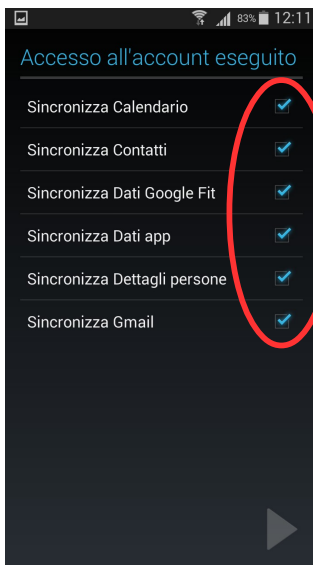 83% 12:11
Accesso all'account eseguito
Sincronizza Calendario
Sincronizza Contatti
Sincronizza Dati Google Fit
Sincronizza Dati app
Sincronizza Dettagli persone
Sincronizza Gmail